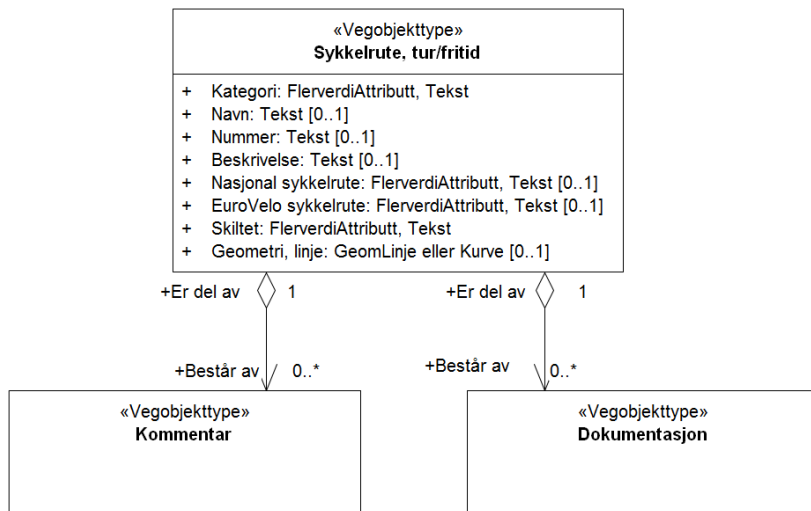 «Vegobjekttype»
Sykkelrute, tur/fritid
+ Kategori: FlerverdiAttributt, Tekst
+ Navn: Tekst [0..1]
+ Nummer: Tekst [0..1]
+ Beskrivelse: Tekst [0..1]
+ Nasjonal sykkelrute: FlerverdiAttributt, Tekst [0..1]
+ EuroVelo sykkelrute: FlerverdiAttributt, Tekst [0..1]
+ Skiltet: FlerverdiAttributt, Tekst
+ Geometri, linje: GeomLinje eller Kurve [0..1]
+Er del av 1
+Er del av 1
+Består av 0..*
+Består av 0..*
«Vegobjekttype»
Kommentar
«Vegobjekttype»
Dokumentasjon